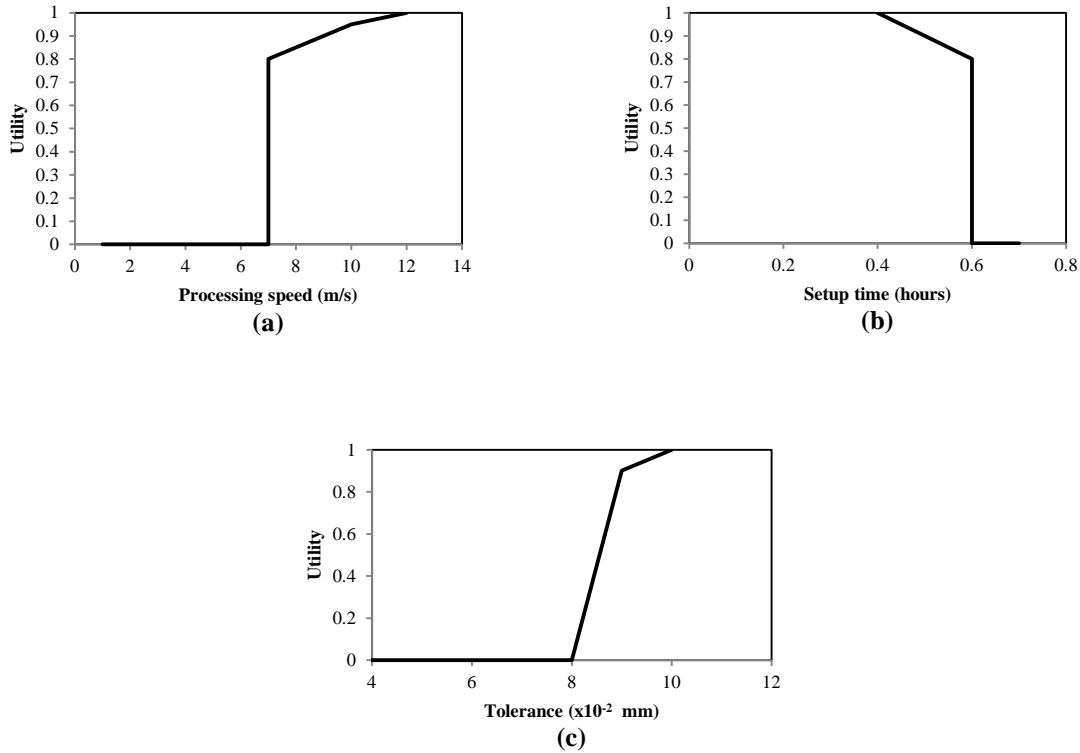 Utility
1
0.9
0.8
0.7
0.6
0.5
0.4
0.3
0.2
0.1
0
0 2 4 6 8 10 12 14
Processing speed (m/s)
(a)
Utility
1
0.9
0.8
0.7
0.6
0.5
0.4
0.3
0.2
0.1
0
0 0.2 0.4 0.6 0.8
Setup time (hours)
(b)
Utility
1
0.8
0.6
0.4
0.2
0
4 6 8 10 12
Tolerance (x10⁻² mm)
(c)